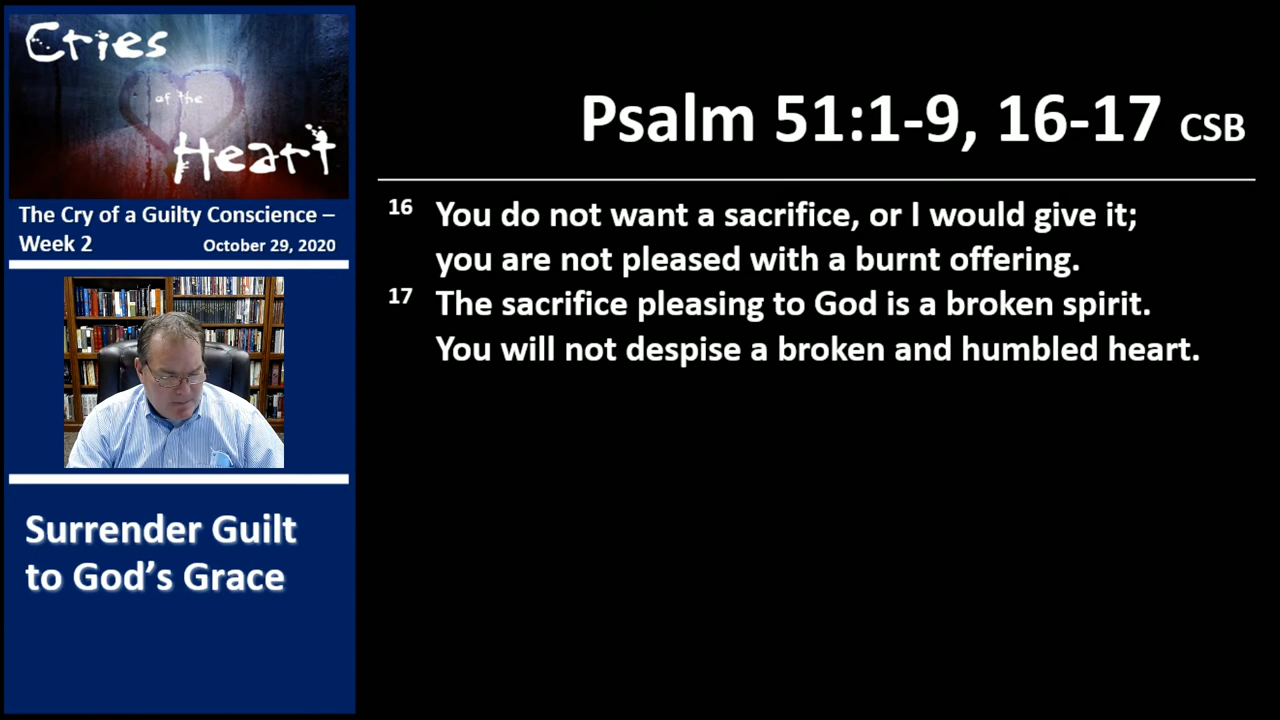 Cries
of the
Heart
The Cry of a Guilty Conscience –
Week 2 October 29, 2020
Surrender Guilt
to God’s Grace
Psalm 51:1-9, 16-17 CSB
16 You do not want a sacrifice, or I would give it;
you are not pleased with a burnt offering.
17 The sacrifice pleasing to God is a broken spirit.
You will not despise a broken and humbled heart.